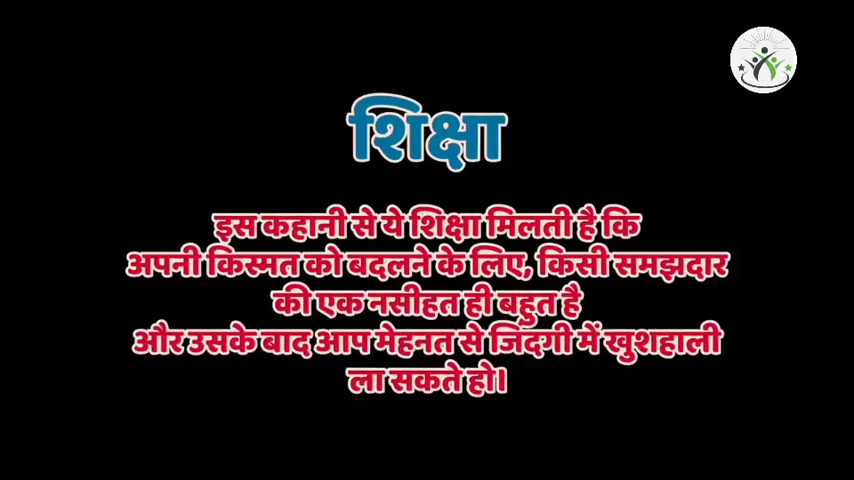 शिक्षा
इस कहानी से ये शिक्षा मिलती है कि
अपनी किस्मत को बदलने के लिए, किसी समझदार
की एक नसीहत ही बहुत है
और उसके बाद आप मेहनत से जिंदगी में खुशहाली
ला सकते हो।